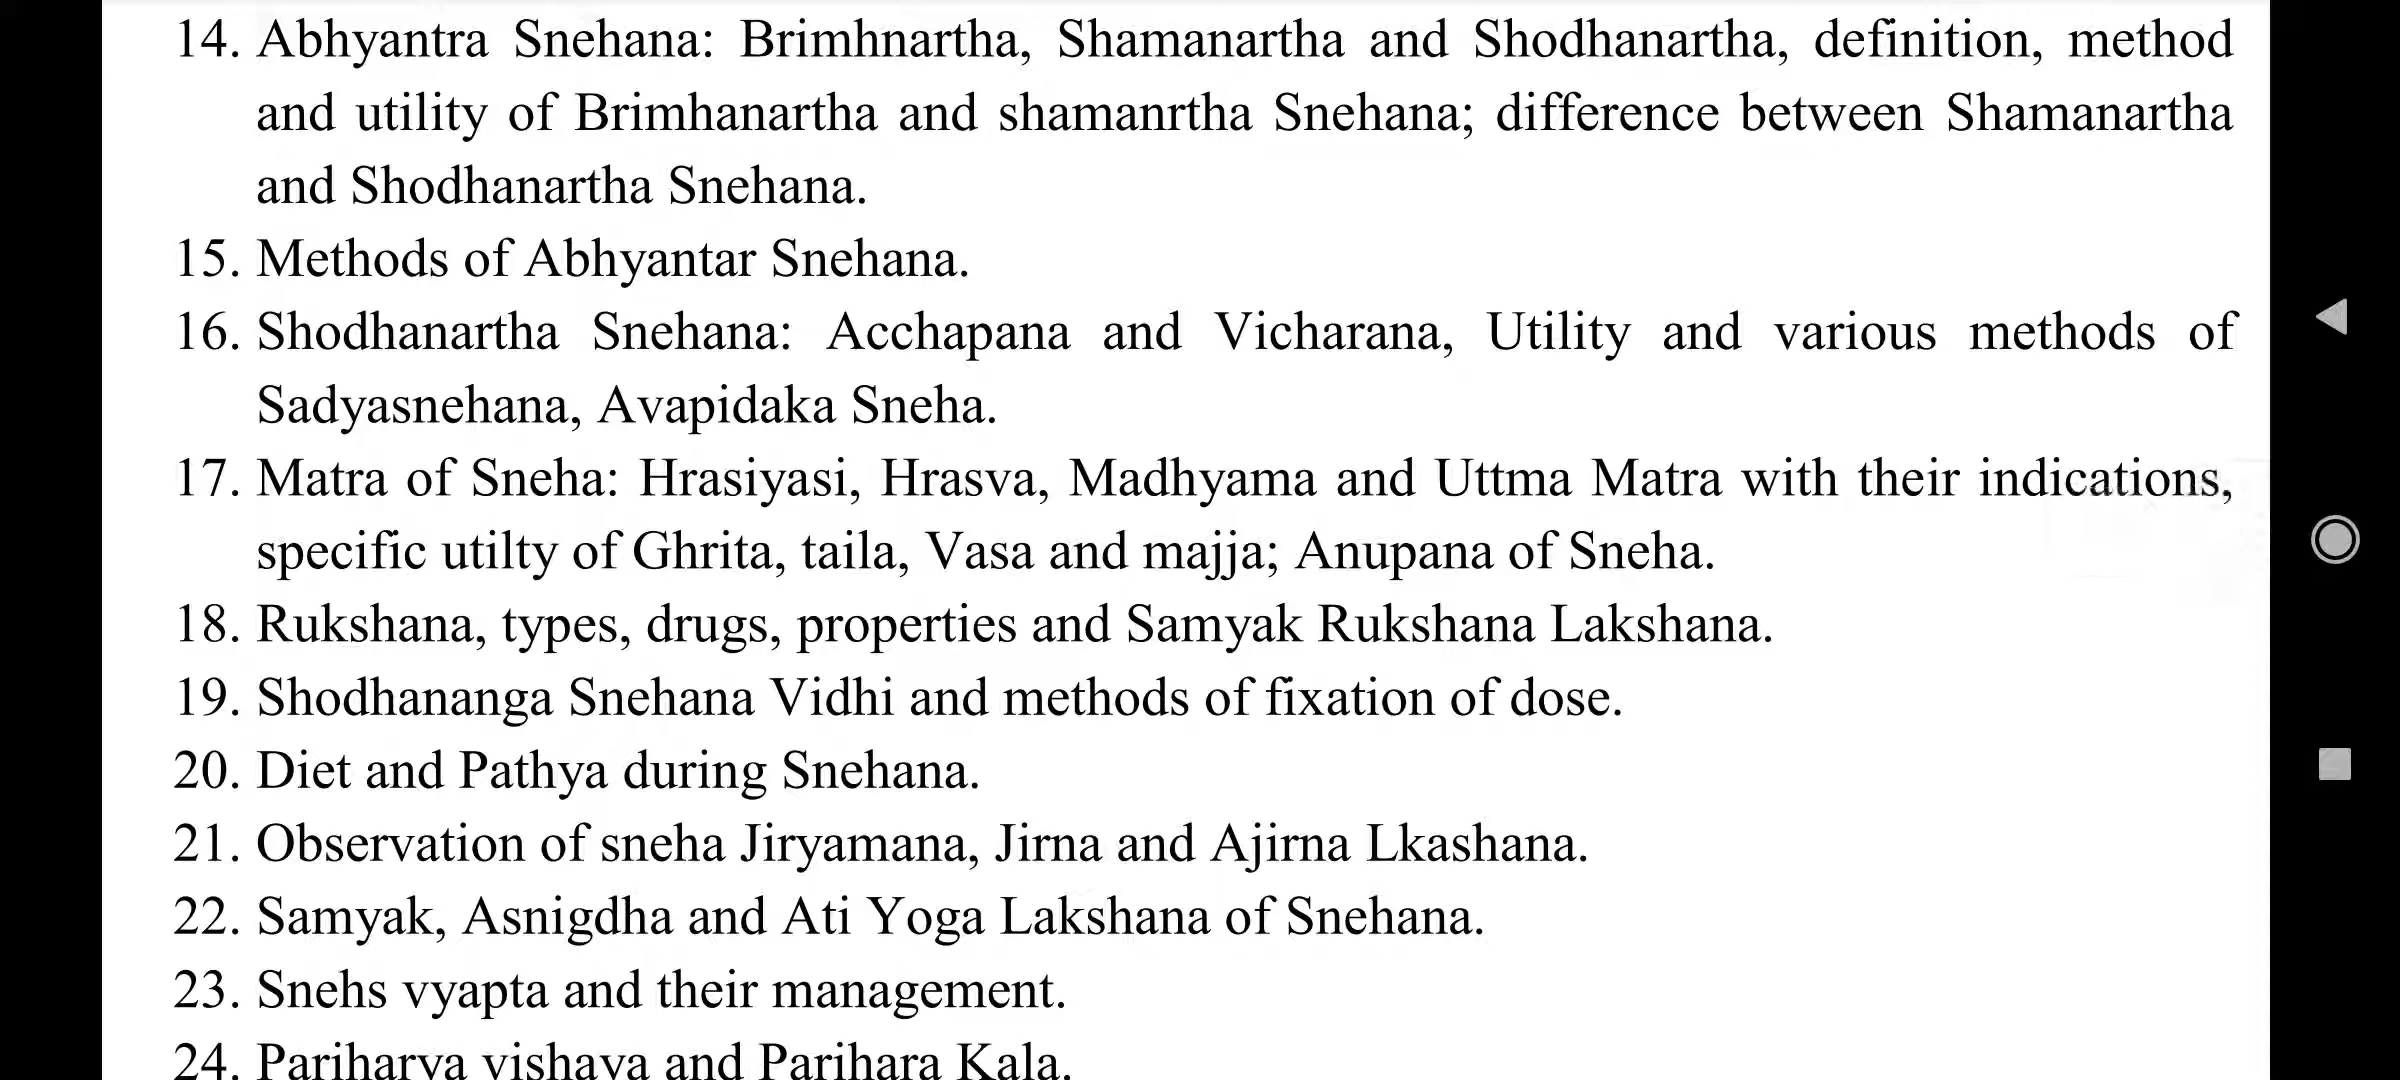 14. Abhyantra Snehana: Brimhnartha, Shamanartha and Shodhanartha, definition, method
and utility of Brimhanartha and shamanrtha Snehana; difference between Shamanartha
and Shodhanartha Snehana.
15. Methods of Abhyantar Snehana.
16. Shodhanartha Snehana: Acchapana and Vicharana, Utility and various methods of
Sadyasnehana, Avapidaka Sneha.
17. Matra of Sneha: Hrasiyasi, Hrasva, Madhyama and Uttma Matra with their indications,
specific utilty of Ghrita, taila, Vasa and majja; Anupana of Sneha.
18. Rukshana, types, drugs, properties and Samyak Rukshana Lakshana.
19. Shodhananga Snehana Vidhi and methods of fixation of dose.
20. Diet and Pathya during Snehana.
21. Observation of sneha Jiryamana, Jirna and Ajirna Lkashana.
22. Samyak, Asnigdha and Ati Yoga Lakshana of Snehana.
23. Snehs vyapta and their management.
24. Pariharya vishaya and Parihara Kala.